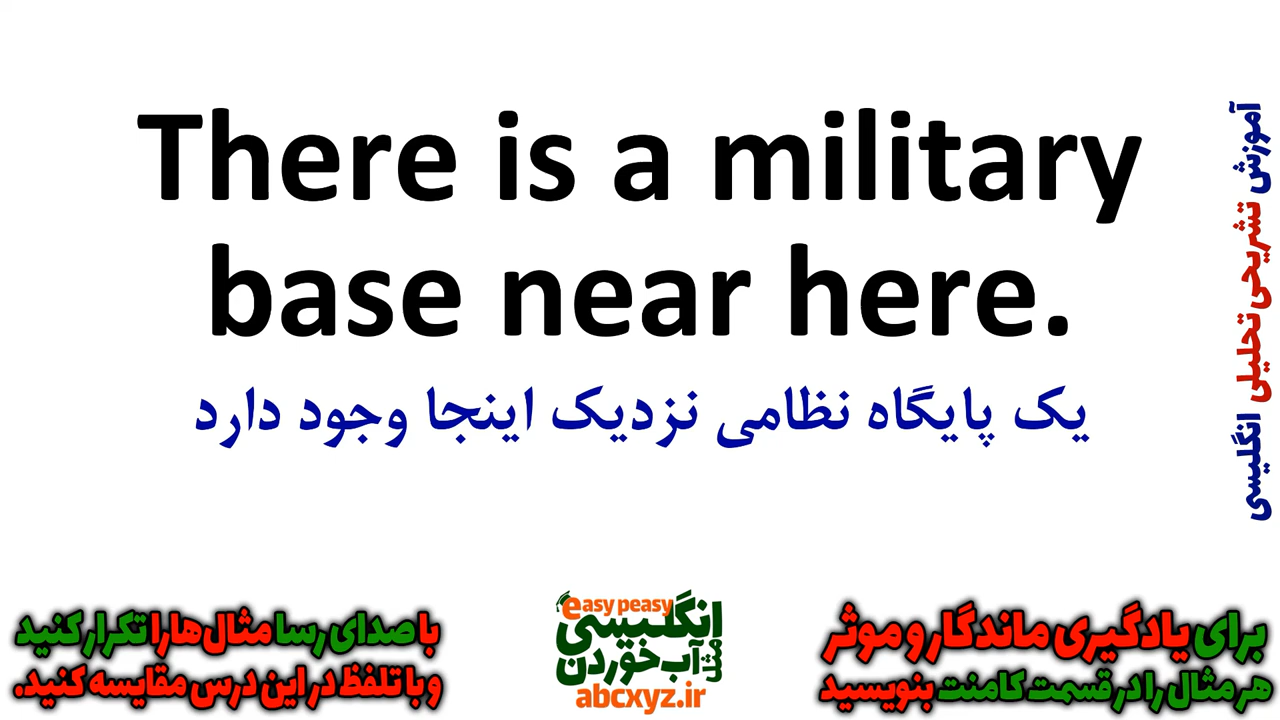 There is a military
base near here.
یک پایگاه نظامی نزدیک اینجا وجود دارد
آموزش تشریحی تحلیلی انگلیسی
با صدای رسا مثال‌ها را تکرار کنید
و با تلفظ در این درس مقایسه کنید.
easy peasy
انگلیسی
مثل آب خوردن
abcxyz.ir
برای یادگیری ماندگار و موثر
هر مثال را در قسمت کامنت بنویسید